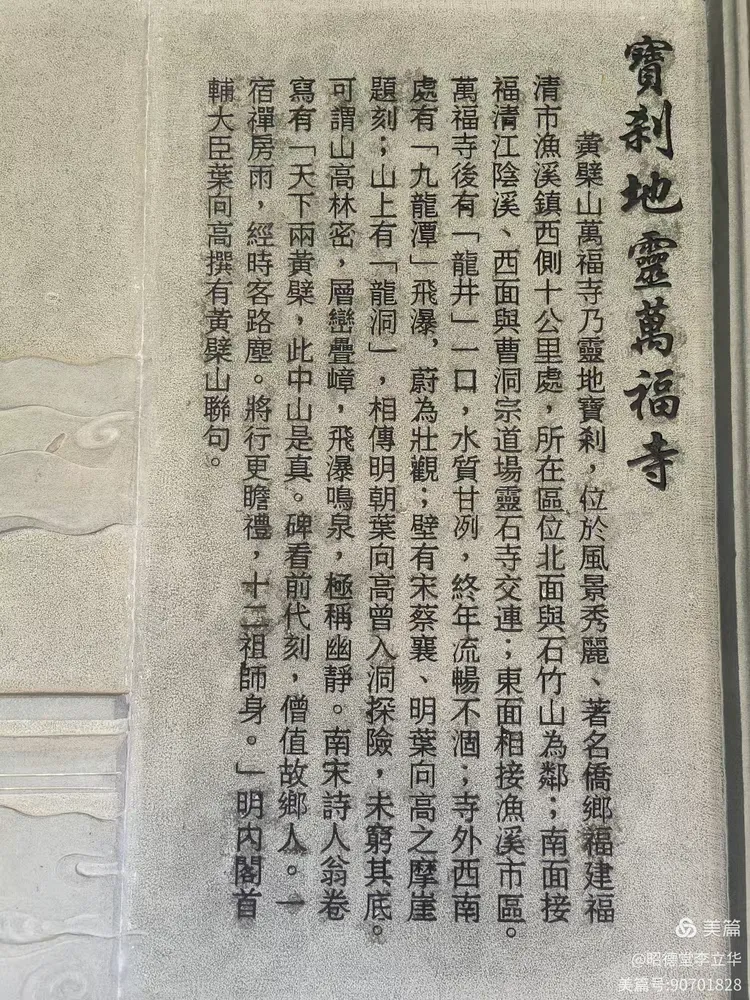 寶刹地靈萬福寺
黃檗山萬福寺乃靈地寶刹，位於風景秀麗、著名僑鄉福建福
清市漁溪鎮西側十公里處，所在區位北面與石竹山為鄰；南面接
福清江陰溪、西面與曹洞宗道場靈石寺交連；東面相接漁溪市區。
萬福寺後有「龍井」一口，水質甘冽，終年流暢不涸；寺外西南
處有「九龍潭」飛瀑，蔚為壯觀；壁有宋蔡襄、明葉向高之摩崖
題刻；山上有「龍洞」，相傳明朝葉向高曾入洞探險，未窮其底。
可謂山高林密，層巒疊嶂，飛瀑鳴泉，極稱幽靜。南宋詩人翁卷
寫有「天下兩黃檗，此中山是真。碑看前代刻，僧值故鄉人。一
宿禪房雨，經時客路塵。將行更瞻禮，十二祖師身。」明內閣首
輔大臣葉向高撰有黃檗山聯句。
美篇
@昭德堂李立华
美篇号:90701828